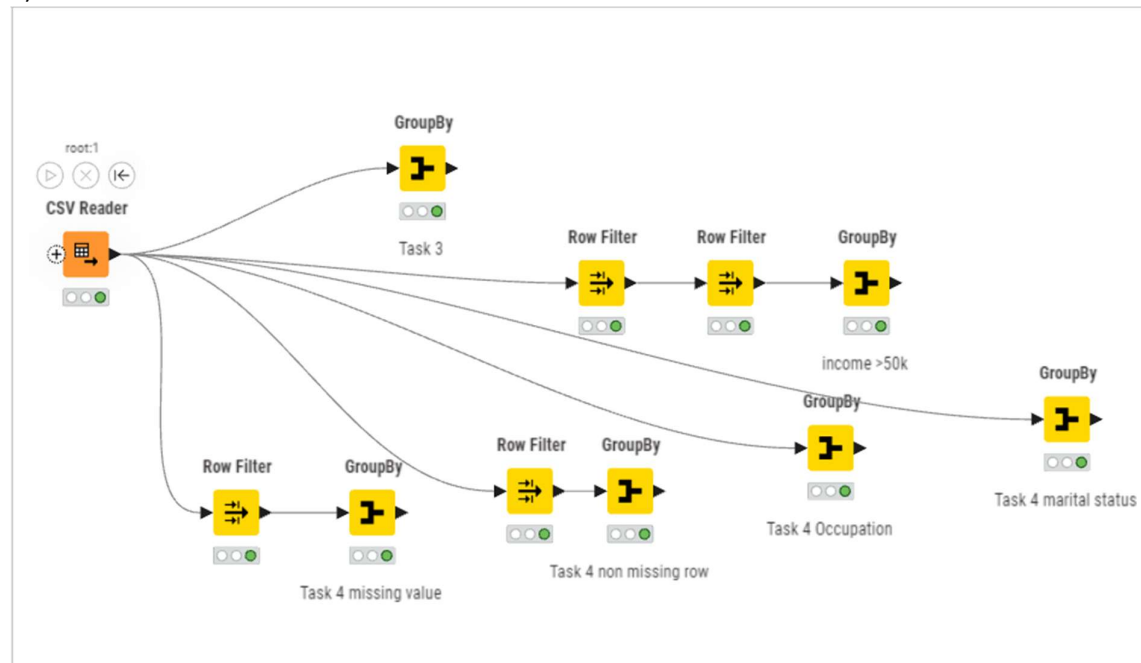 GroupBy
root:1
CSV Reader
Task 3
Row Filter
Row Filter
GroupBy
income >50k
GroupBy
GroupBy
Row Filter
GroupBy
Row Filter
GroupBy
Task 4 marital status
Task 4 Occupation
Task 4 non missing row
Task 4 missing value